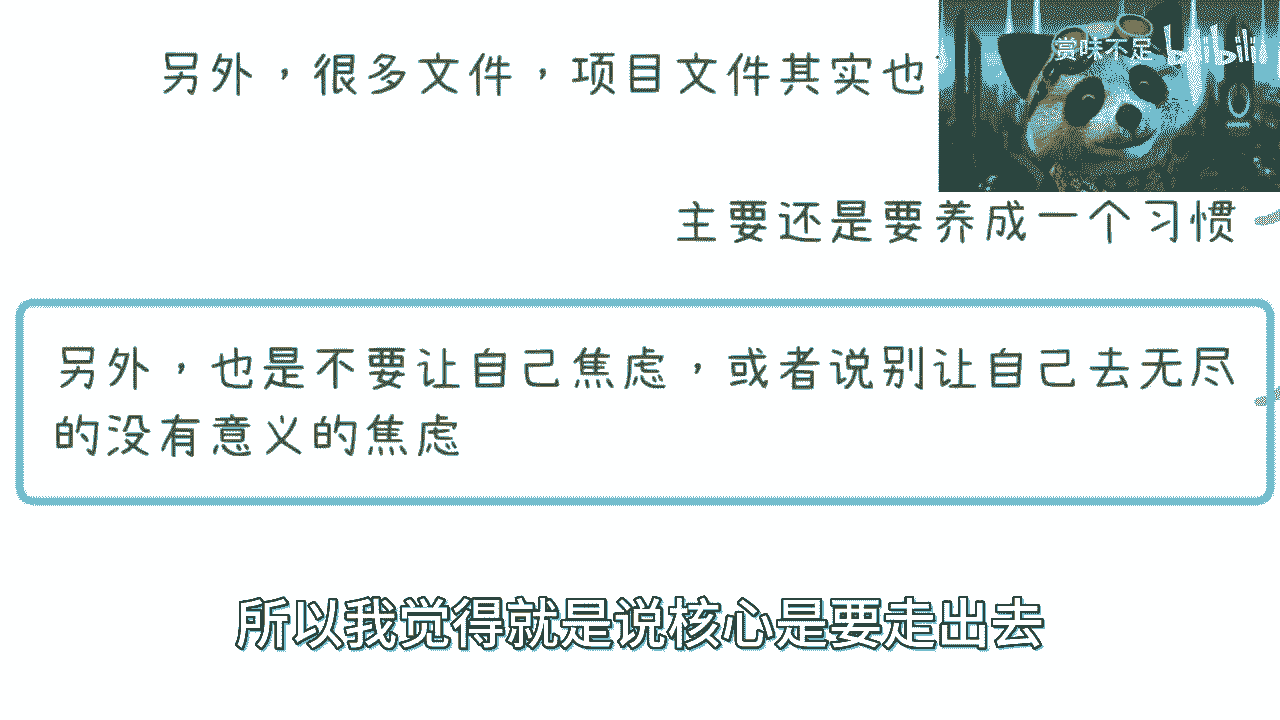 另外，很多文件，项目文件其实也
赏味不足 bilibili
主要还是要养成一个习惯
另外，也是不要让自己焦虑，或者说别让自己去无尽
的没有意义的焦虑
所以我觉得就是说核心是要走出去